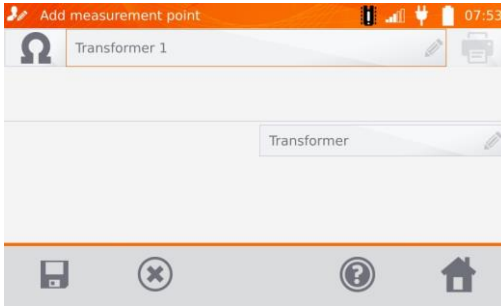 Add measurement point 07:53
Ω Transformer 1
Transformer
?